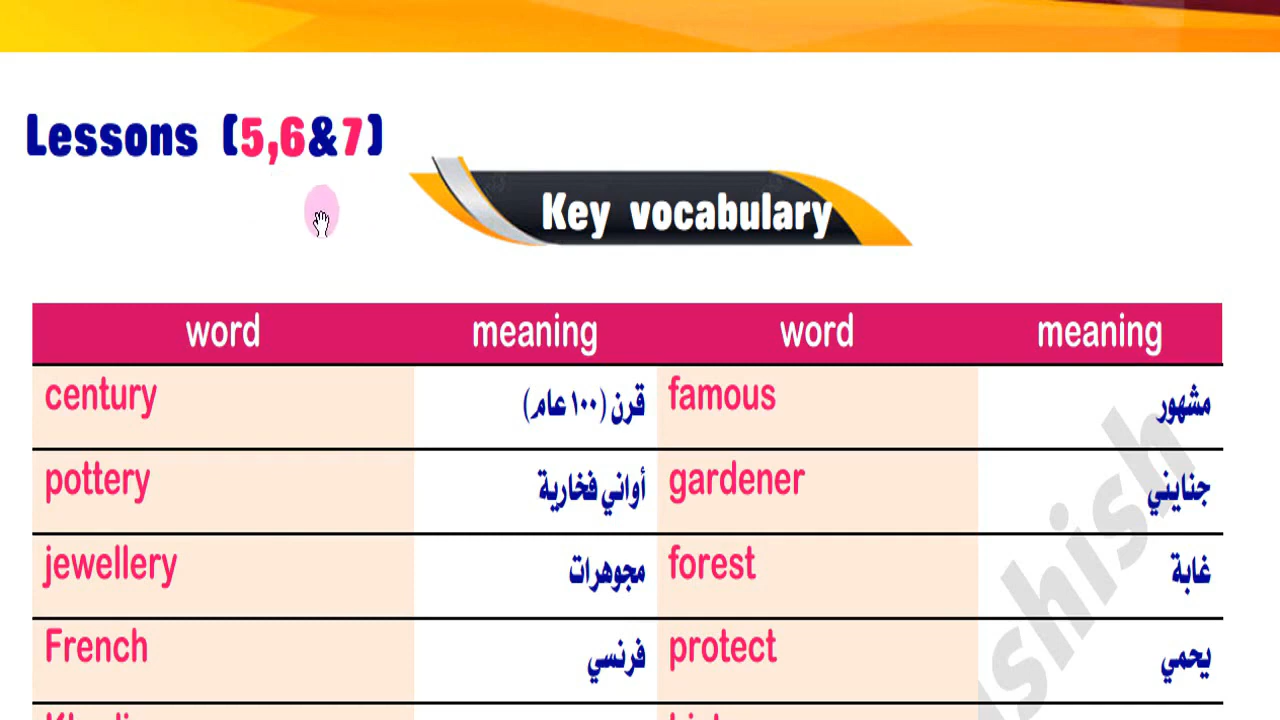 Lessons (5,6&7)
Key vocabulary
word meaning word meaning
century قرن (١٠٠ عام) famous مشهور
pottery أواني فخارية gardener جنايني
jewellery مجوهرات forest غابة
French فرنسي protect يحمي